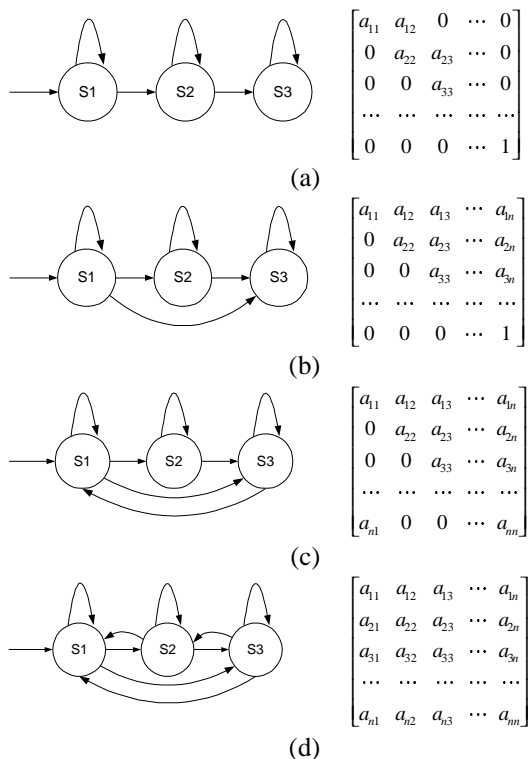 S1 S2 S3
a11 a12 0 ⋯ 0
0 a22 a23 ⋯ 0
0 0 a33 ⋯ 0
⋯ ⋯ ⋯ ⋯ ⋯
0 0 0 ⋯ 1
(a)
S1 S2 S3
a11 a12 a13 ⋯ a1n
0 a22 a23 ⋯ a2n
0 0 a33 ⋯ a3n
⋯ ⋯ ⋯ ⋯ ⋯
0 0 0 ⋯ 1
(b)
S1 S2 S3
a11 a12 a13 ⋯ a1n
0 a22 a23 ⋯ a2n
0 0 a33 ⋯ a3n
⋯ ⋯ ⋯ ⋯ ⋯
an1 0 0 ⋯ ann
(c)
S1 S2 S3
a11 a12 a13 ⋯ a1n
a21 a22 a23 ⋯ a2n
a31 a32 a33 ⋯ a3n
⋯ ⋯ ⋯ ⋯ ⋯
an1 an2 an3 ⋯ ann
(d)